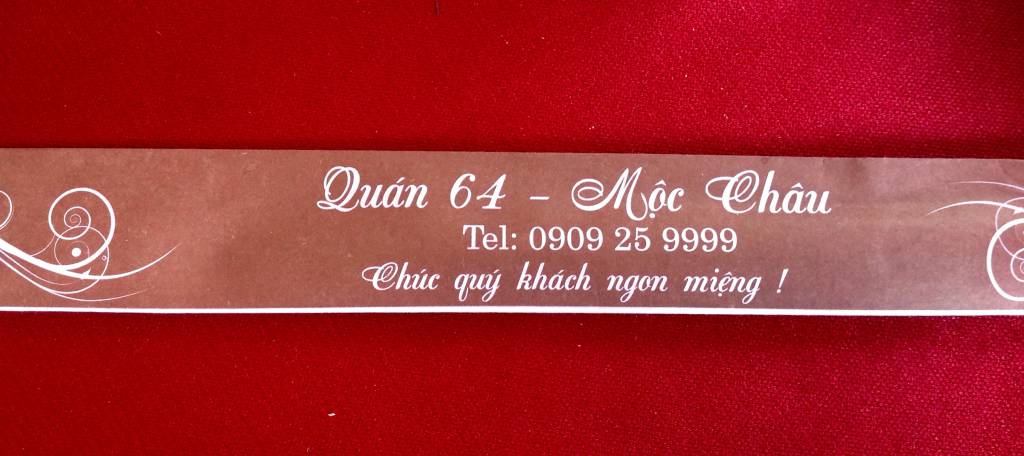 Quán 64 - Mộc Châu
Tel: 0909 25 9999
Chúc quý khách ngon miệng !